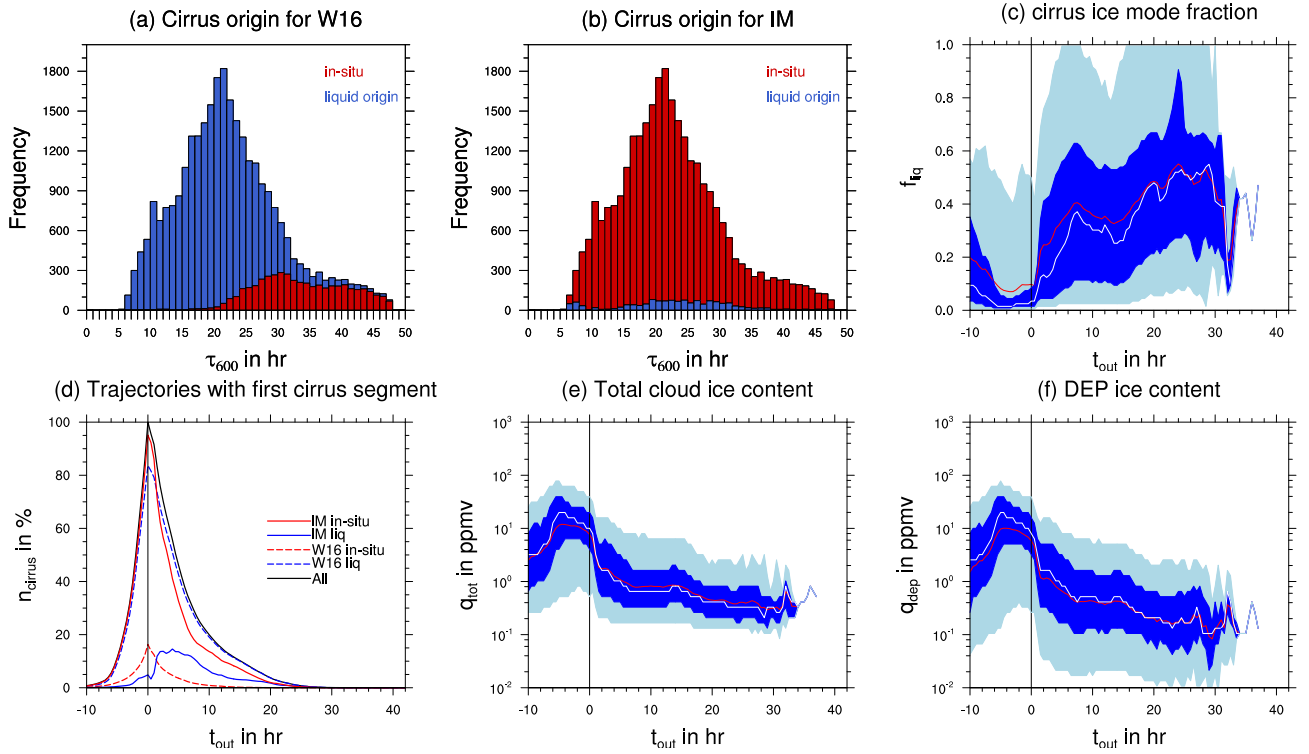 (a) Cirrus origin for W16
1800
1500
1200
900
600
300
0
Frequency
in-situ
liquid origin
0 5 10 15 20 25 30 35 40 45 50
τ600 in hr
(b) Cirrus origin for IM
1800
1500
1200
900
600
300
0
Frequency
in-situ
liquid origin
0 5 10 15 20 25 30 35 40 45 50
τ600 in hr
(c) cirrus ice mode fraction
1.0
0.8
0.6
0.4
0.2
0.0
fliq
-10 0 10 20 30 40
tout in hr
(d) Trajectories with first cirrus segment
100
80
60
40
20
0
ncirrus in %
IM in-situ
IM liq
W16 in-situ
W16 liq
All
-10 0 10 20 30 40
tout in hr
(e) Total cloud ice content
10³
10²
10¹
10⁰
10⁻¹
10⁻²
qtot in ppmv
-10 0 10 20 30 40
tout in hr
(f) DEP ice content
10³
10²
10¹
10⁰
10⁻¹
10⁻²
qdep in ppmv
-10 0 10 20 30 40
tout in hr